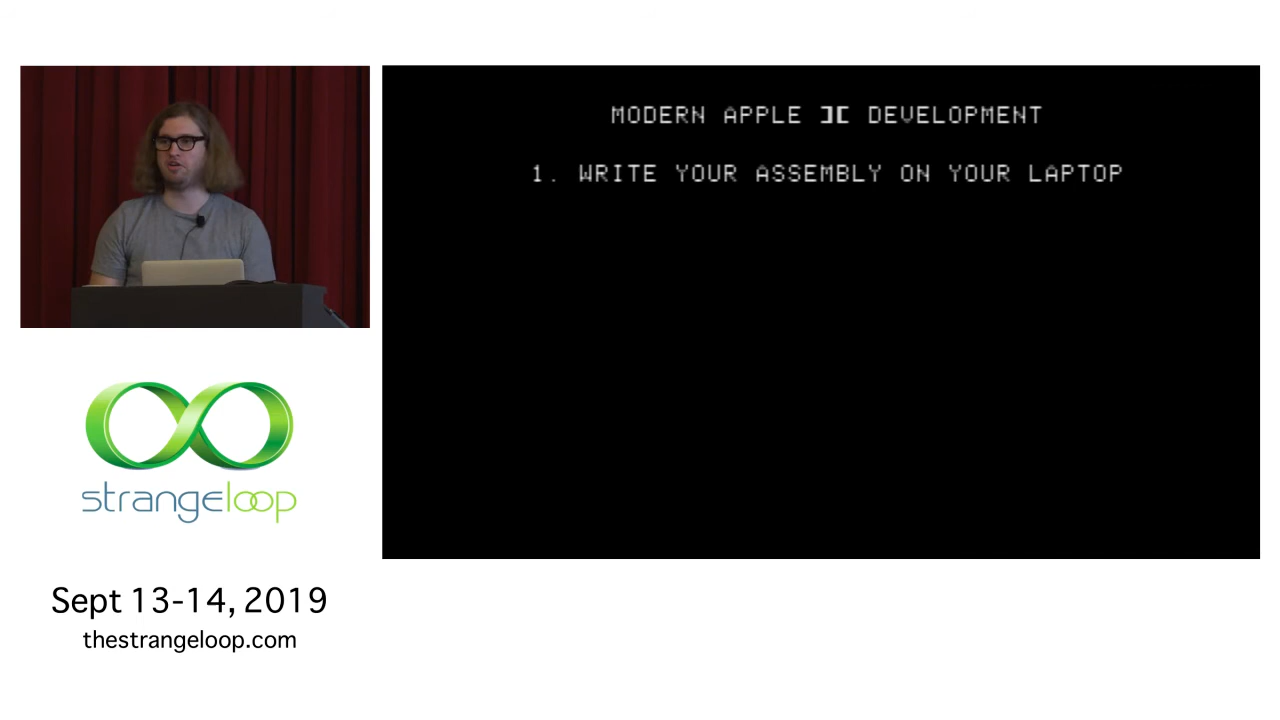 MODERN APPLE ][ DEVELOPMENT
1. WRITE YOUR ASSEMBLY ON YOUR LAPTOP
strangeloop
Sept 13-14, 2019
thestrangeloop.com